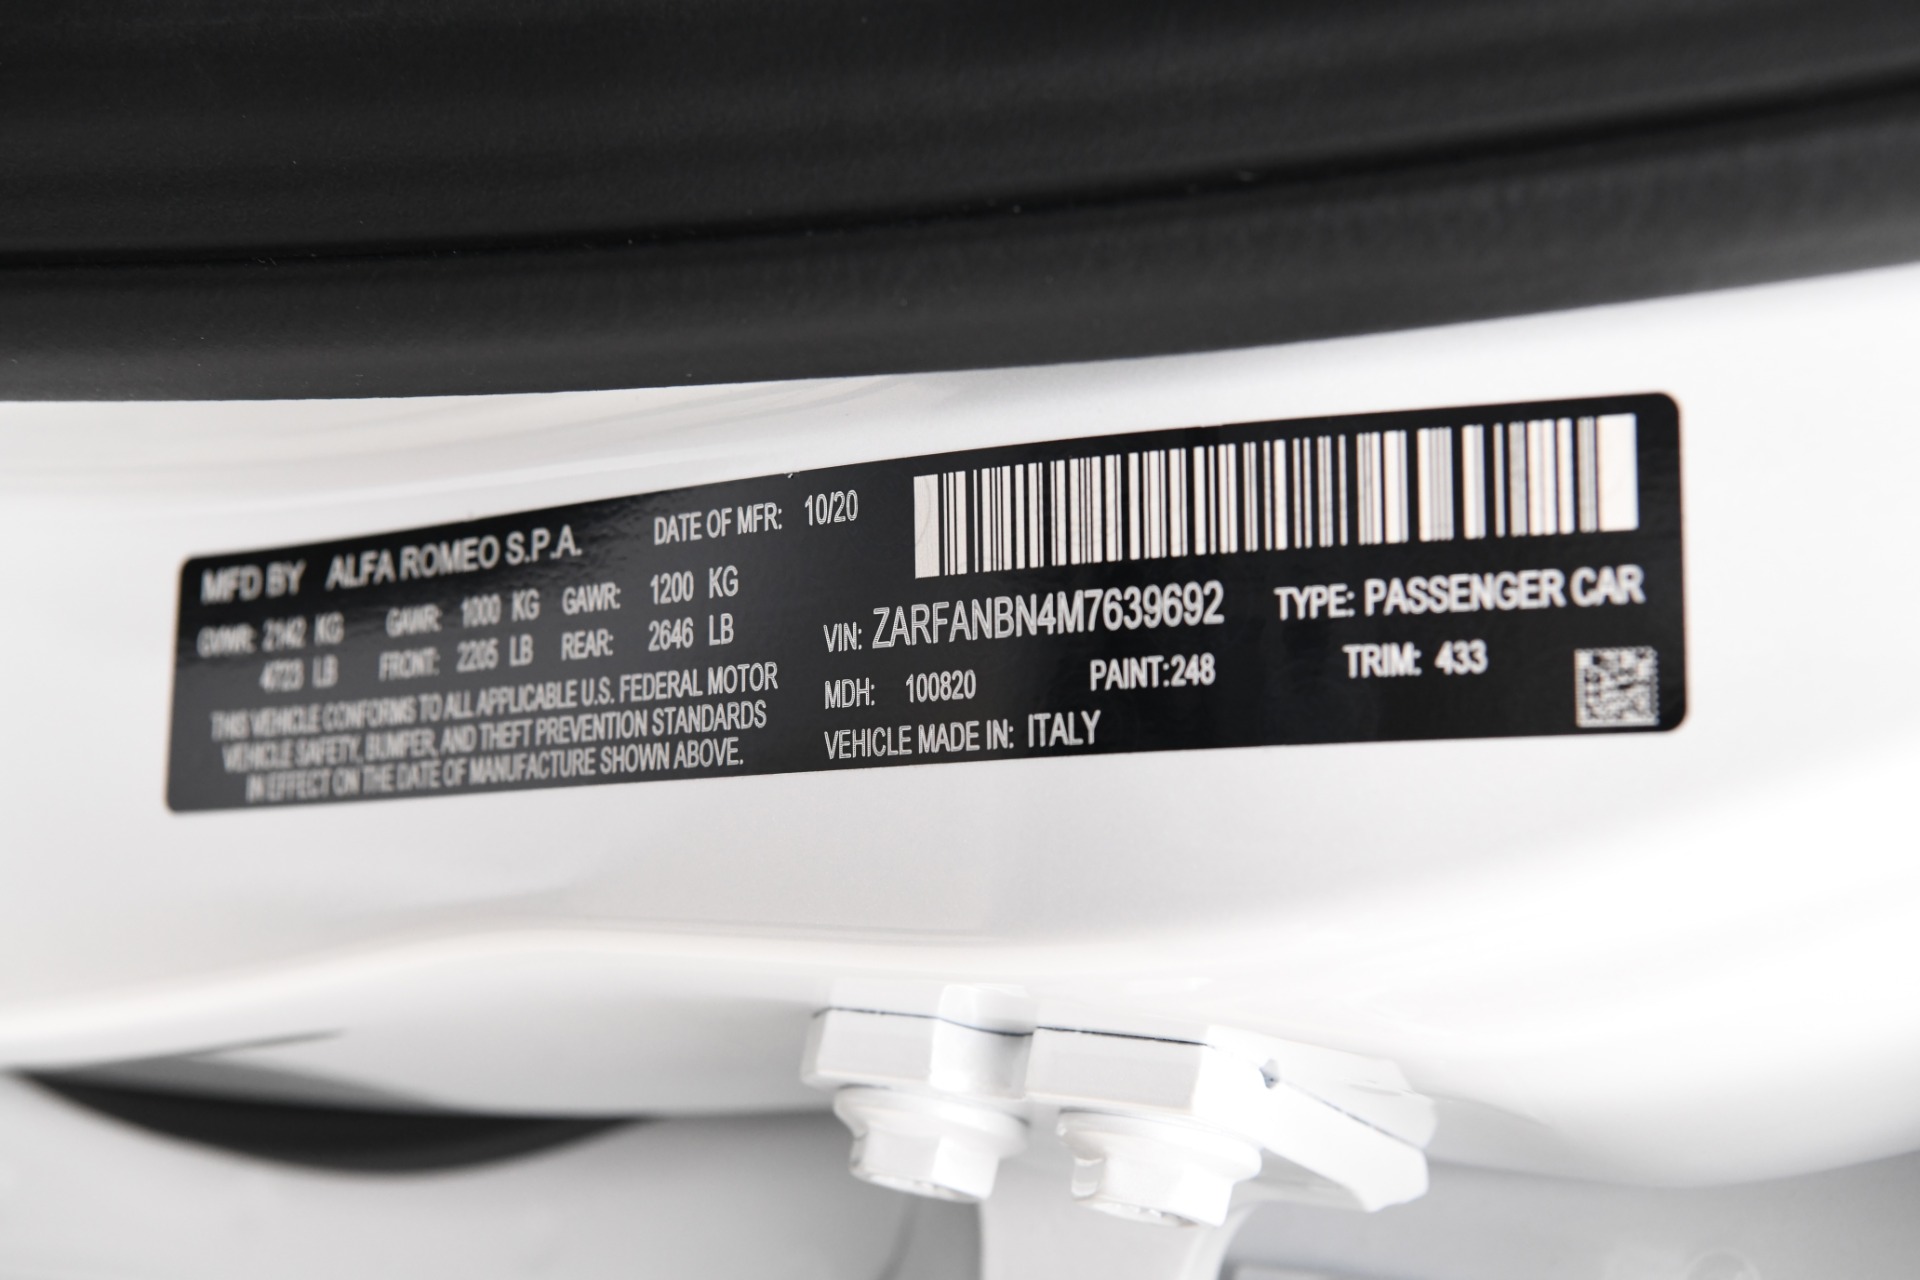 MFD BY ALFA ROMEO S.P.A. DATE OF MFR: 10/20
GVWR: 2142 KG GAWR: 1000 KG GAWR: 1200 KG
4723 LB FRONT: 2205 LB REAR: 2646 LB
THIS VEHICLE CONFORMS TO ALL APPLICABLE U.S. FEDERAL MOTOR
VEHICLE SAFETY, BUMPER, AND THEFT PREVENTION STANDARDS
IN EFFECT ON THE DATE OF MANUFACTURE SHOWN ABOVE.
VIN: ZARFANBN4M7639692 TYPE: PASSENGER CAR
MDH: 100820 PAINT:248 TRIM: 433
VEHICLE MADE IN: ITALY